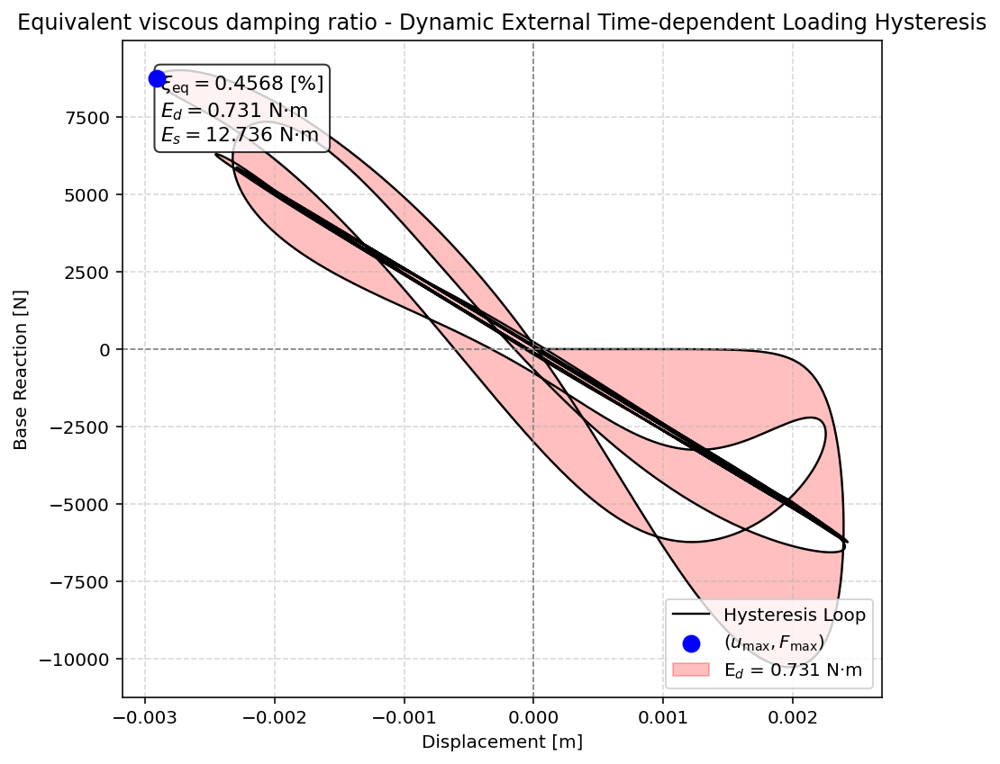 Equivalent viscous damping ratio - Dynamic External Time-dependent Loading Hysteresis
ξeq = 0.4568 [%]
Ed = 0.731 N·m
Es = 12.736 N·m
7500
5000
2500
0
−2500
−5000
−7500
−10000
Base Reaction [N]
Hysteresis Loop
(umax, Fmax)
Ed = 0.731 N·m
−0.003 −0.002 −0.001 0.000 0.001 0.002
Displacement [m]